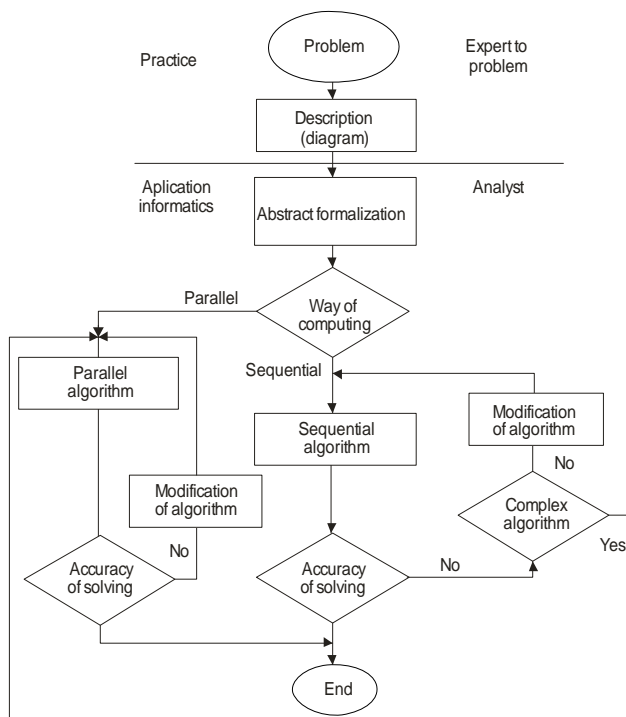 Problem
Practice
Expert to
problem
Description
(diagram)
Aplication
informatics
Analyst
Abstract formalization
Parallel
Way of
computing
Sequential
Parallel
algorithm
Sequential
algorithm
Modification
of algorithm
No
Modification
of algorithm
No
Complex
algorithm
Yes
Accuracy
of solving
Accuracy
of solving
No
End